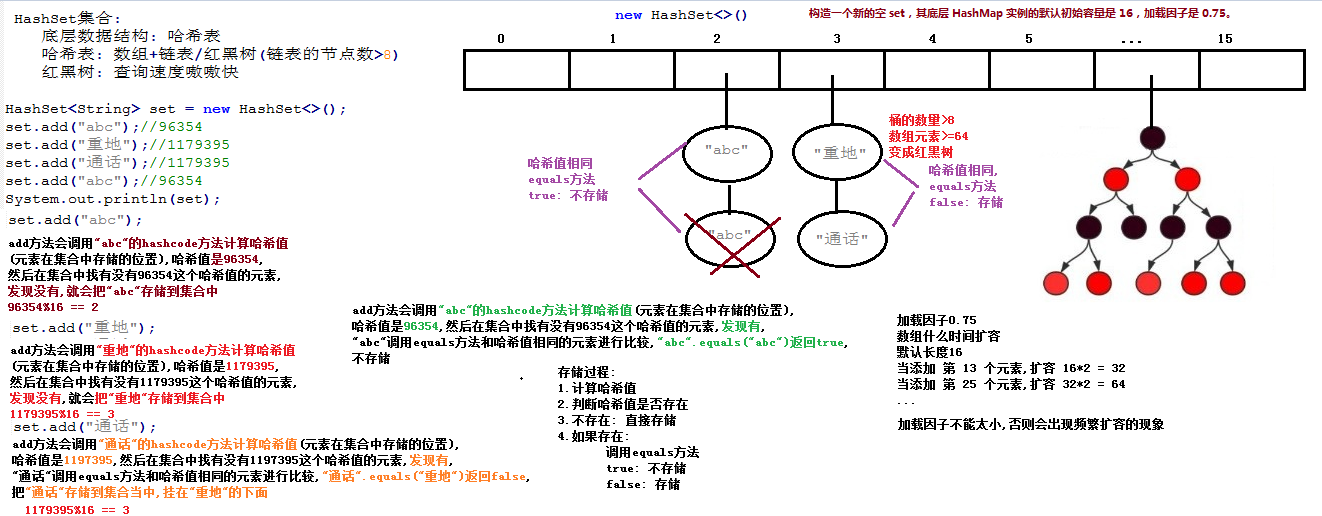 HashSet集合:
底层数据结构: 哈希表
哈希表: 数组+链表/红黑树(链表的节点数>8)
红黑树: 查询速度嗷嗷快
HashSet<String> set = new HashSet<>();
set.add("abc");//96354
set.add("重地");//1179395
set.add("通话");//1179395
set.add("abc");//96354
System.out.println(set);
set.add("abc");
add方法会调用"abc"的hashcode方法计算哈希值
(元素在集合中存储的位置),哈希值是96354,
然后在集合中找有没有96354这个哈希值的元素,
发现没有,就会把"abc"存储到集合中
96354%16 == 2
set.add("重地");
add方法会调用"重地"的hashcode方法计算哈希值
(元素在集合中存储的位置),哈希值是1179395,
然后在集合中找有没有1179395这个哈希值的元素,
发现没有,就会把"重地"存储到集合中
1179395%16 == 3
set.add("通话");
add方法会调用"通话"的hashcode方法计算哈希值(元素在集合中存储的位置),
哈希值是1197395,然后在集合中找有没有1197395这个哈希值的元素,发现有,
"通话"调用equals方法和哈希值相同的元素进行比较,"通话".equals("重地")返回false,
把"通话"存储到集合当中,挂在"重地"的下面
1179395%16 == 3
new HashSet<>()
构造一个新的空 set，其底层 HashMap 实例的默认初始容量是 16，加载因子是 0.75。
0 1 2 3 4 5 ... 15
"abc"
"重地"
桶的数量>8
数组元素>=64
变成红黑树
哈希值相同
equals方法
true: 不存储
哈希值相同,
equals方法
false: 存储
"abc"
"通话"
add方法会调用"abc"的hashcode方法计算哈希值(元素在集合中存储的位置),
哈希值是96354,然后在集合中找有没有96354这个哈希值的元素,发现有,
"abc"调用equals方法和哈希值相同的元素进行比较,"abc".equals("abc")返回true,
不存储
存储过程:
1.计算哈希值
2.判断哈希值是否存在
3.不存在: 直接存储
4.如果存在:
调用equals方法
true: 不存储
false: 存储
加载因子0.75
数组什么时间扩容
默认长度16
当添加 第 13 个元素,扩容 16*2 = 32
当添加 第 25 个元素,扩容 32*2 = 64
...
加载因子不能太小,否则会出现频繁扩容的现象